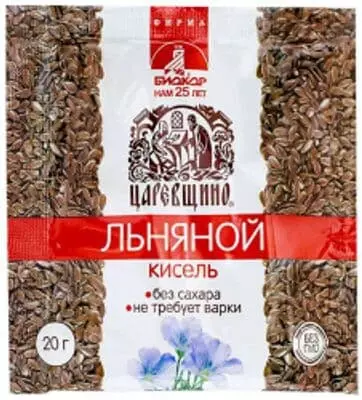 ФИРМА
БИОКОР
НАМ 25 ЛЕТ
ЦАРЕВЩИНО®
ЛЬНЯНОЙ
КИСЕЛЬ
•без сахара
•не требует варки
20 г
БЕЗ
ГМО